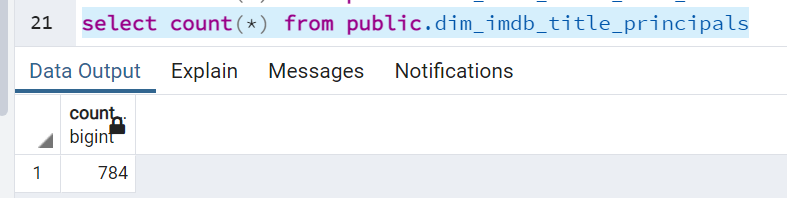 21 select count(*) from public.dim_imdb_title_principals
Data Output Explain Messages Notifications
count
bigint
1 784